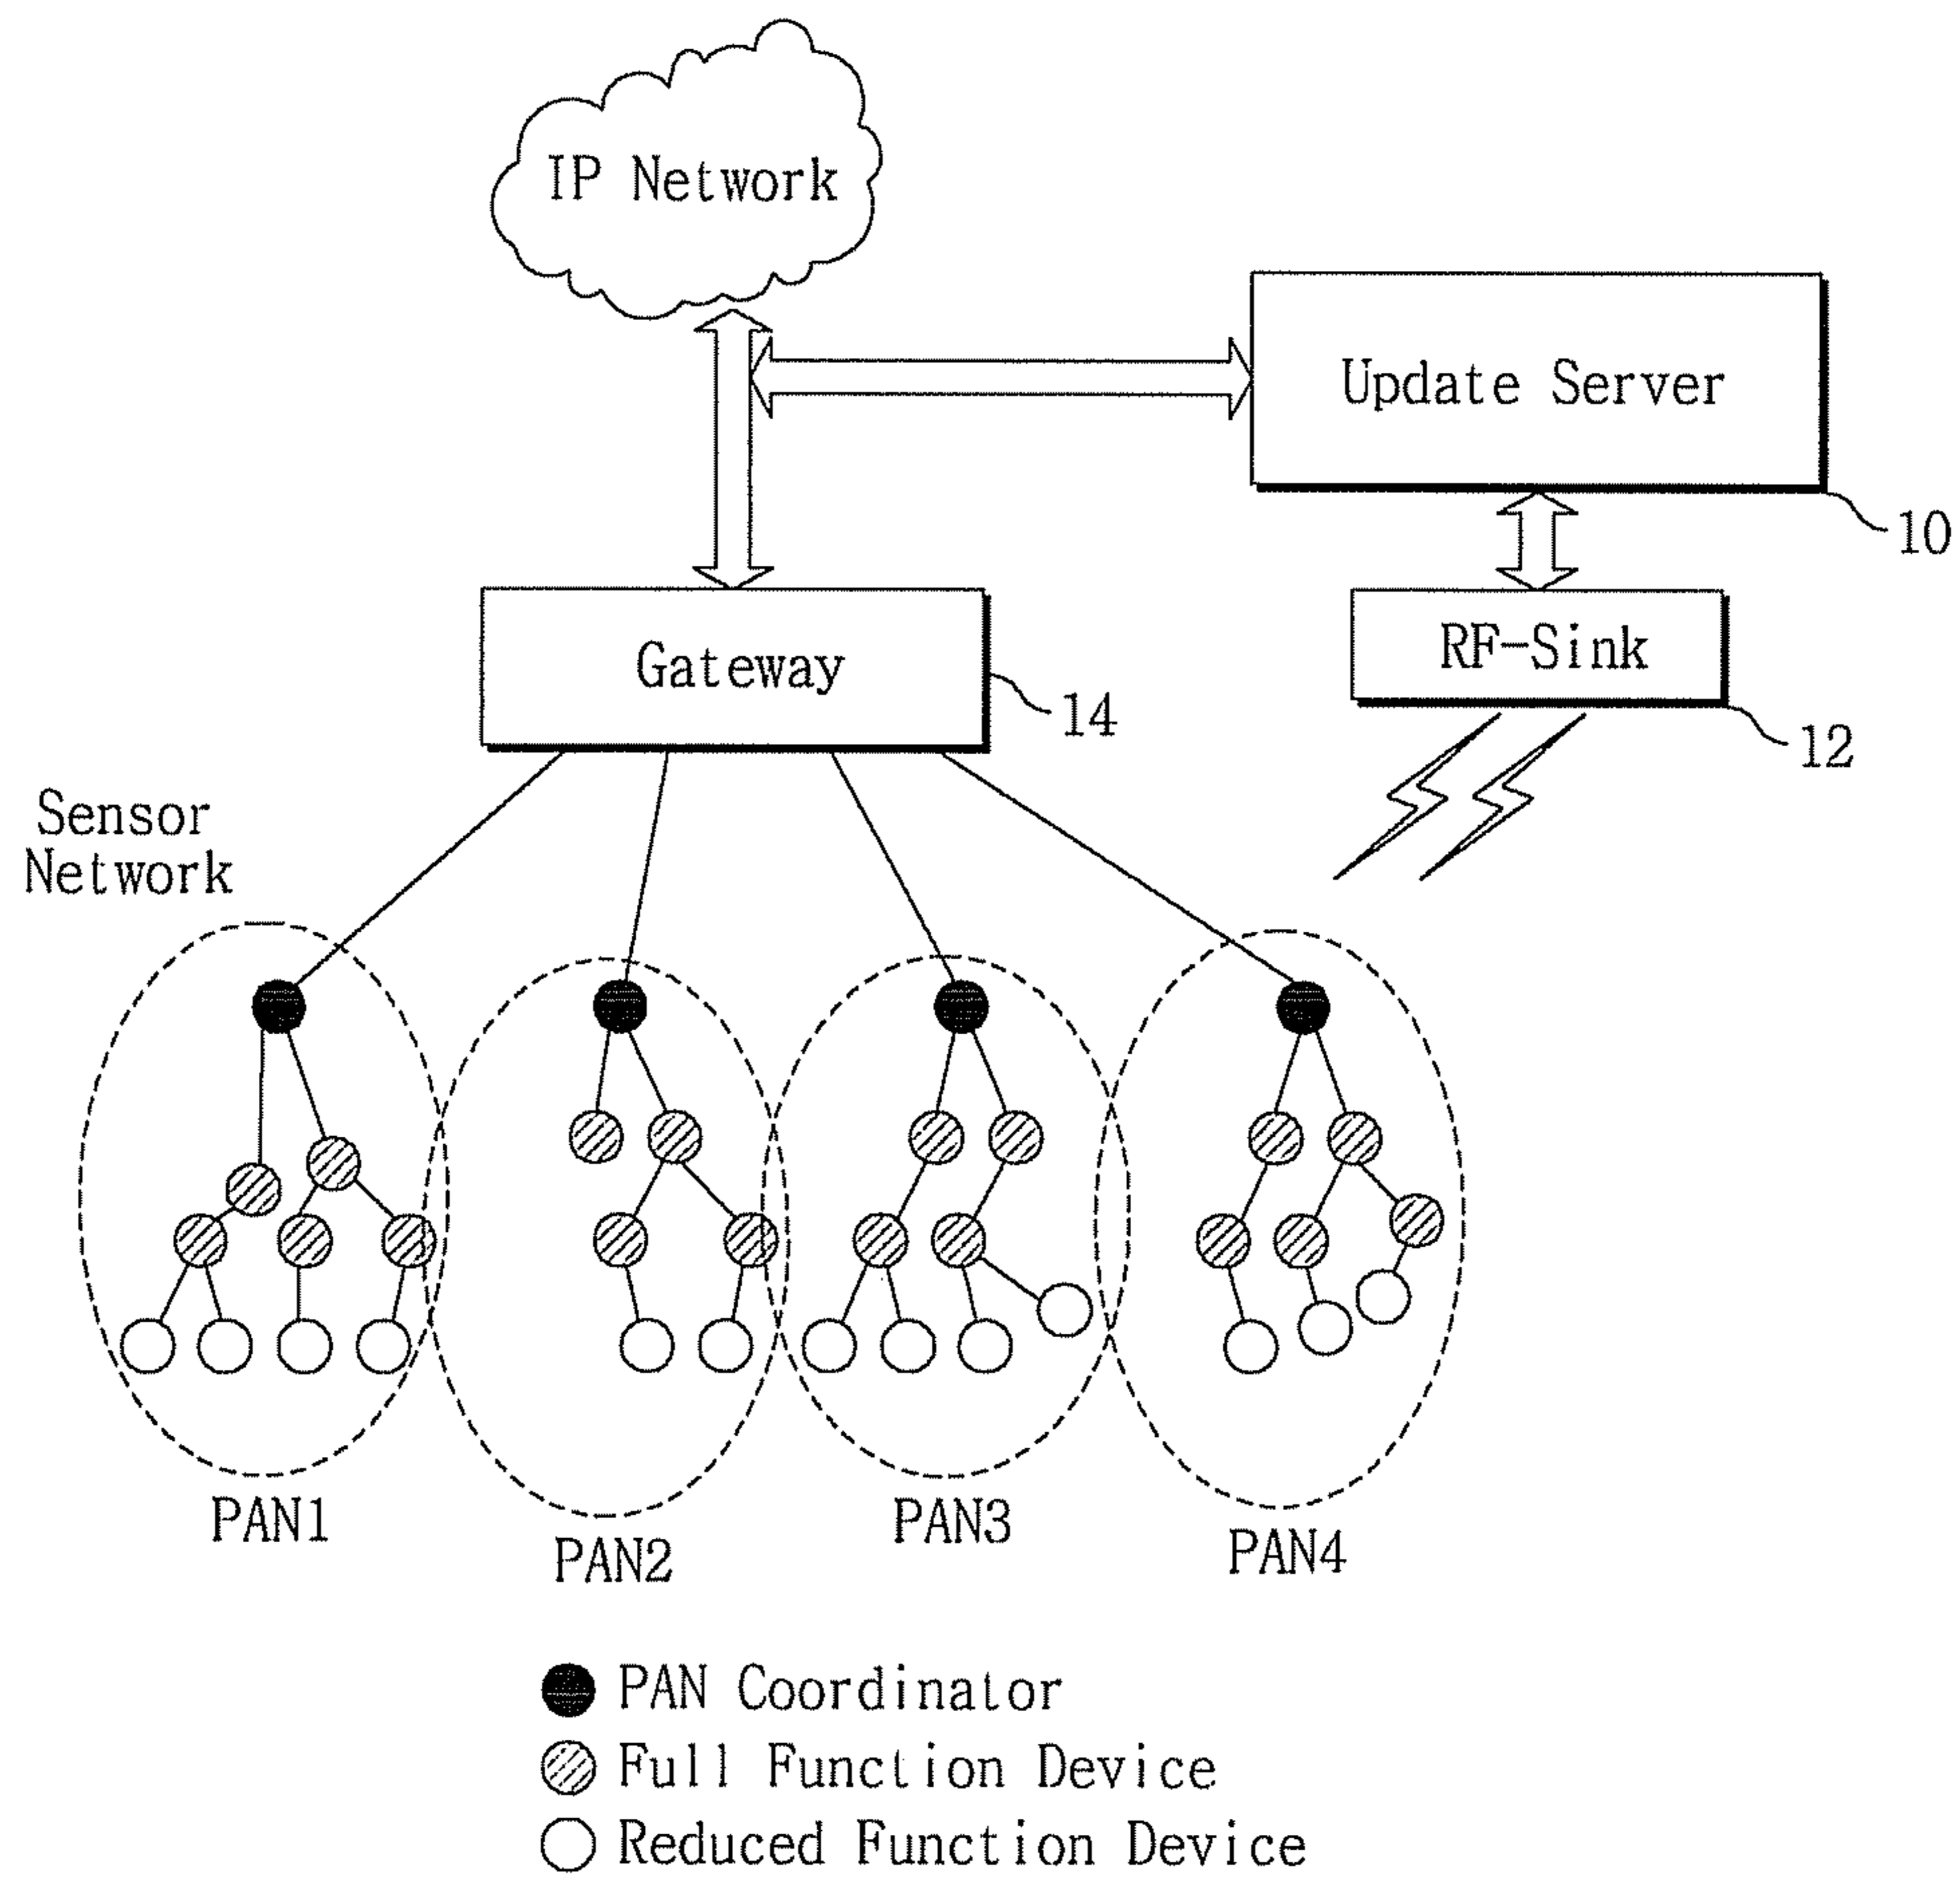 IP Network
Update Server
10
Gateway
14
RF-Sink
12
Sensor
Network
PAN1
PAN2
PAN3
PAN4
PAN Coordinator
Full Function Device
Reduced Function Device